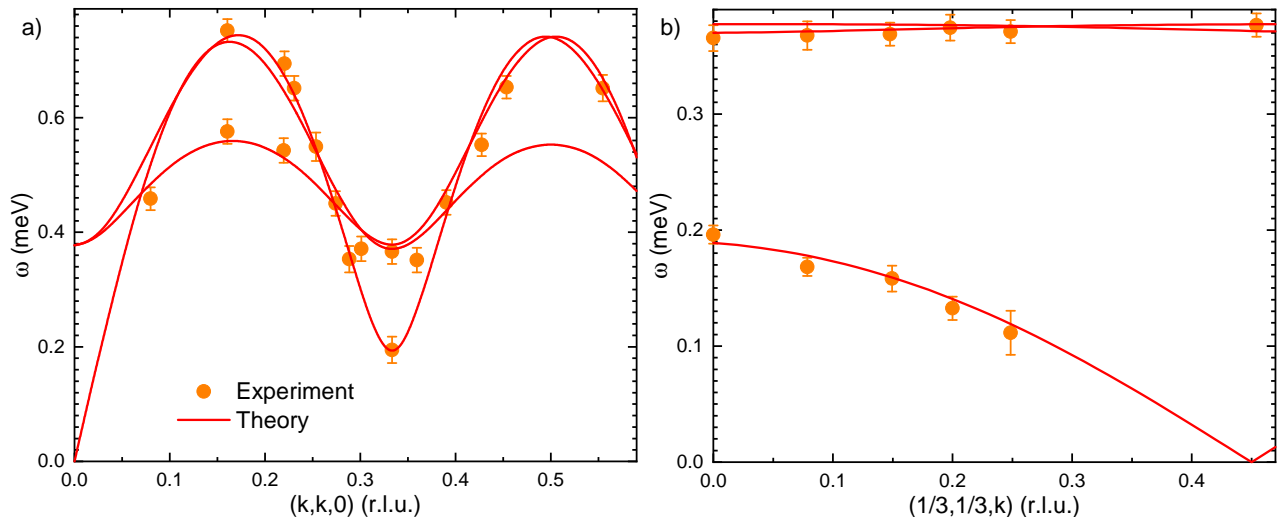 a)
0.6
0.4
0.2
0.0
ω (meV)
Experiment
Theory
0.0 0.1 0.2 0.3 0.4 0.5
(k,k,0) (r.l.u.)
b)
0.3
0.2
0.1
0.0
ω (meV)
0.0 0.1 0.2 0.3 0.4
(1/3,1/3,k) (r.l.u.)